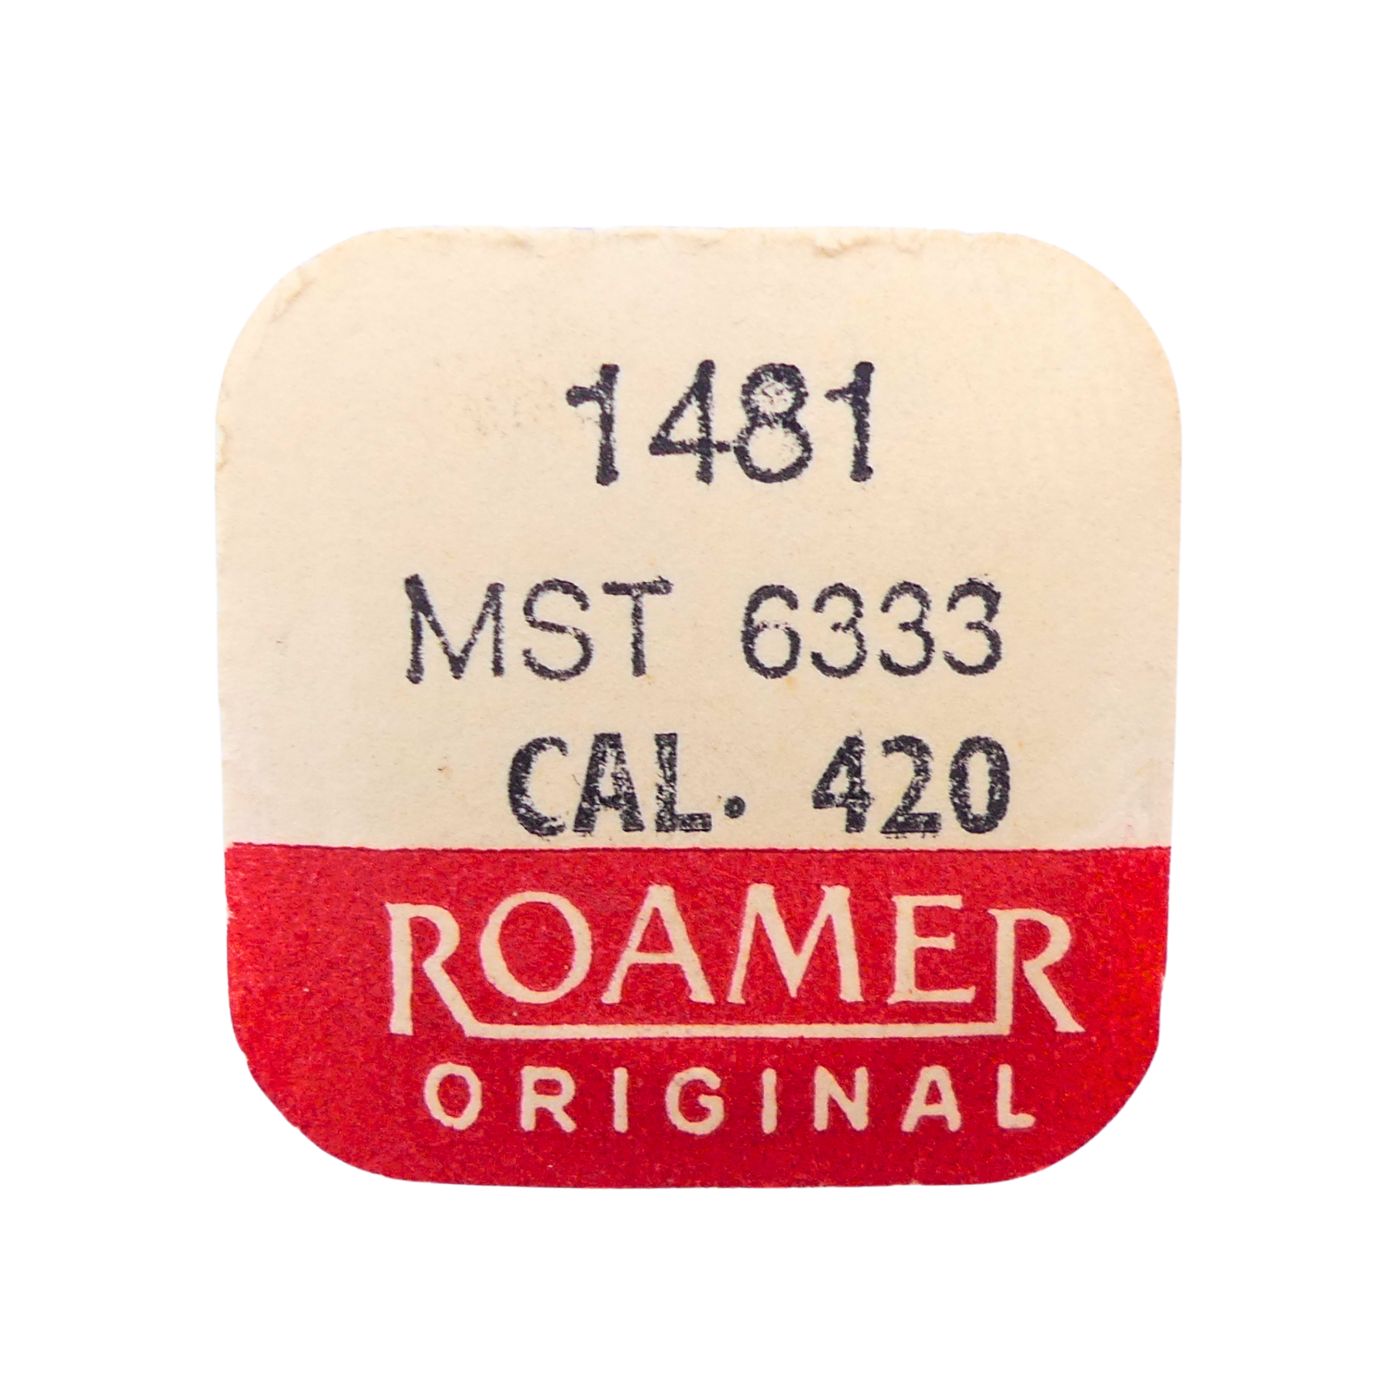 1481
MST 6333
CAL. 420
ROAMER
ORIGINAL